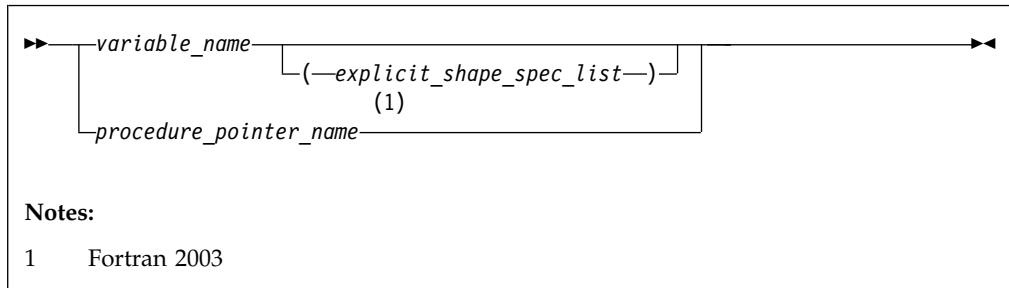 variable_name
(explicit_shape_spec_list)
(1)
procedure_pointer_name
Notes:
1 Fortran 2003